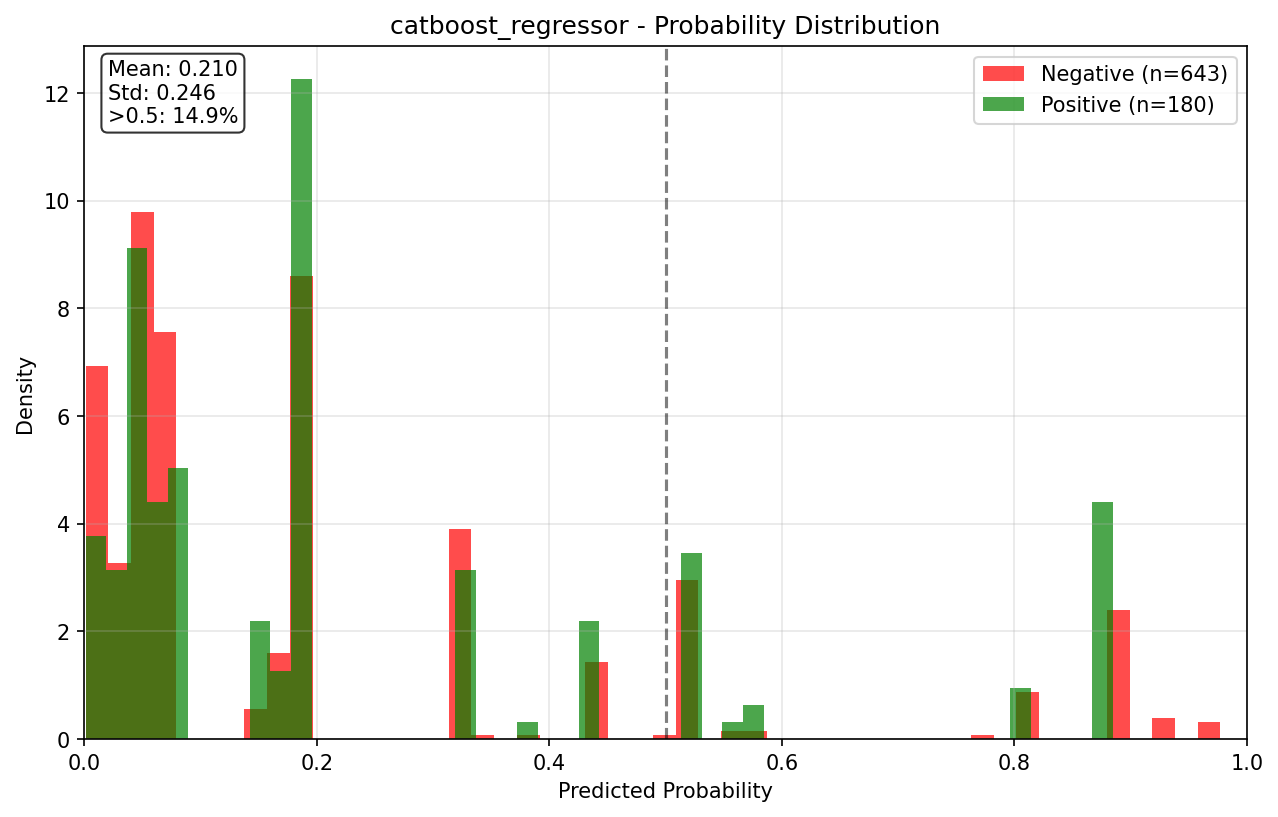 catboost_regressor - Probability Distribution
Mean: 0.210
Std: 0.246
>0.5: 14.9%
Negative (n=643)
Positive (n=180)
Density
12
10
8
6
4
2
0
0.0 0.2 0.4 0.6 0.8 1.0
Predicted Probability